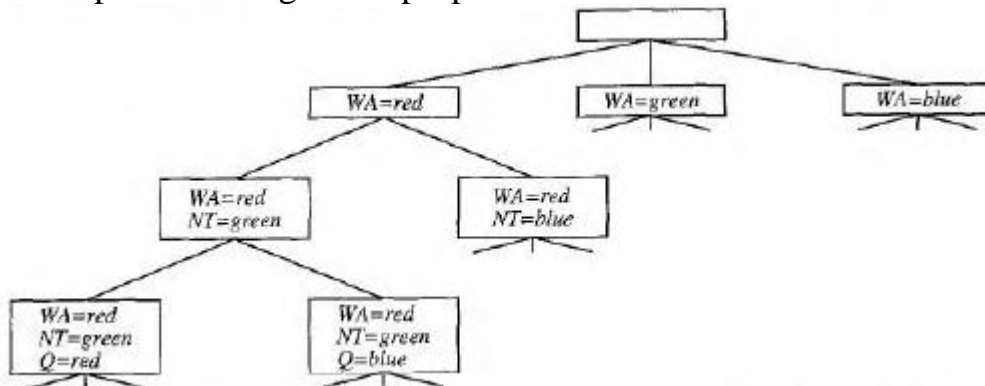 WA=red
WA=green
WA=blue
WA=red
NT=green
WA=red
NT=blue
WA=red
NT=green
Q=red
WA=red
NT=green
Q=blue